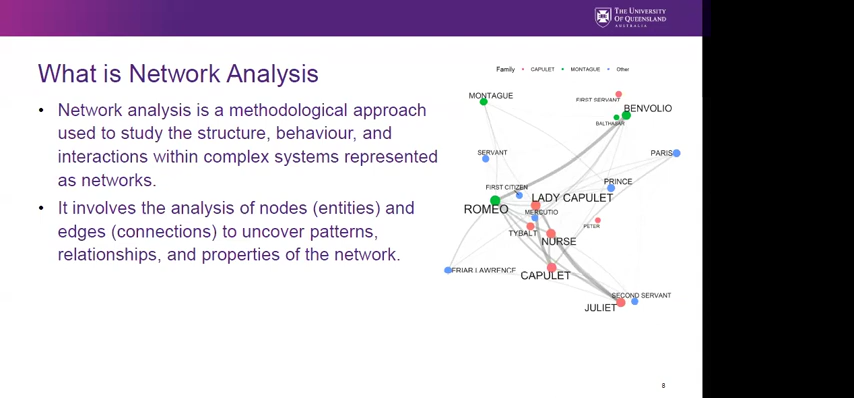 THE UNIVERSITY
OF QUEENSLAND
AUSTRALIA
What is Network Analysis
• Network analysis is a methodological approach
used to study the structure, behaviour, and
interactions within complex systems represented
as networks.
• It involves the analysis of nodes (entities) and
edges (connections) to uncover patterns,
relationships, and properties of the network.
Family • CAPULET • MONTAGUE • Other
MONTAGUE
FIRST SERVANT
BENVOLIO
BALTHASAR
SERVANT
PARIS
FIRST CITIZEN
PRINCE
LADY CAPULET
ROMEO
MERCUTIO
PETER
TYBALT
NURSE
FRIAR LAWRENCE
CAPULET
SECOND SERVANT
JULIET
8